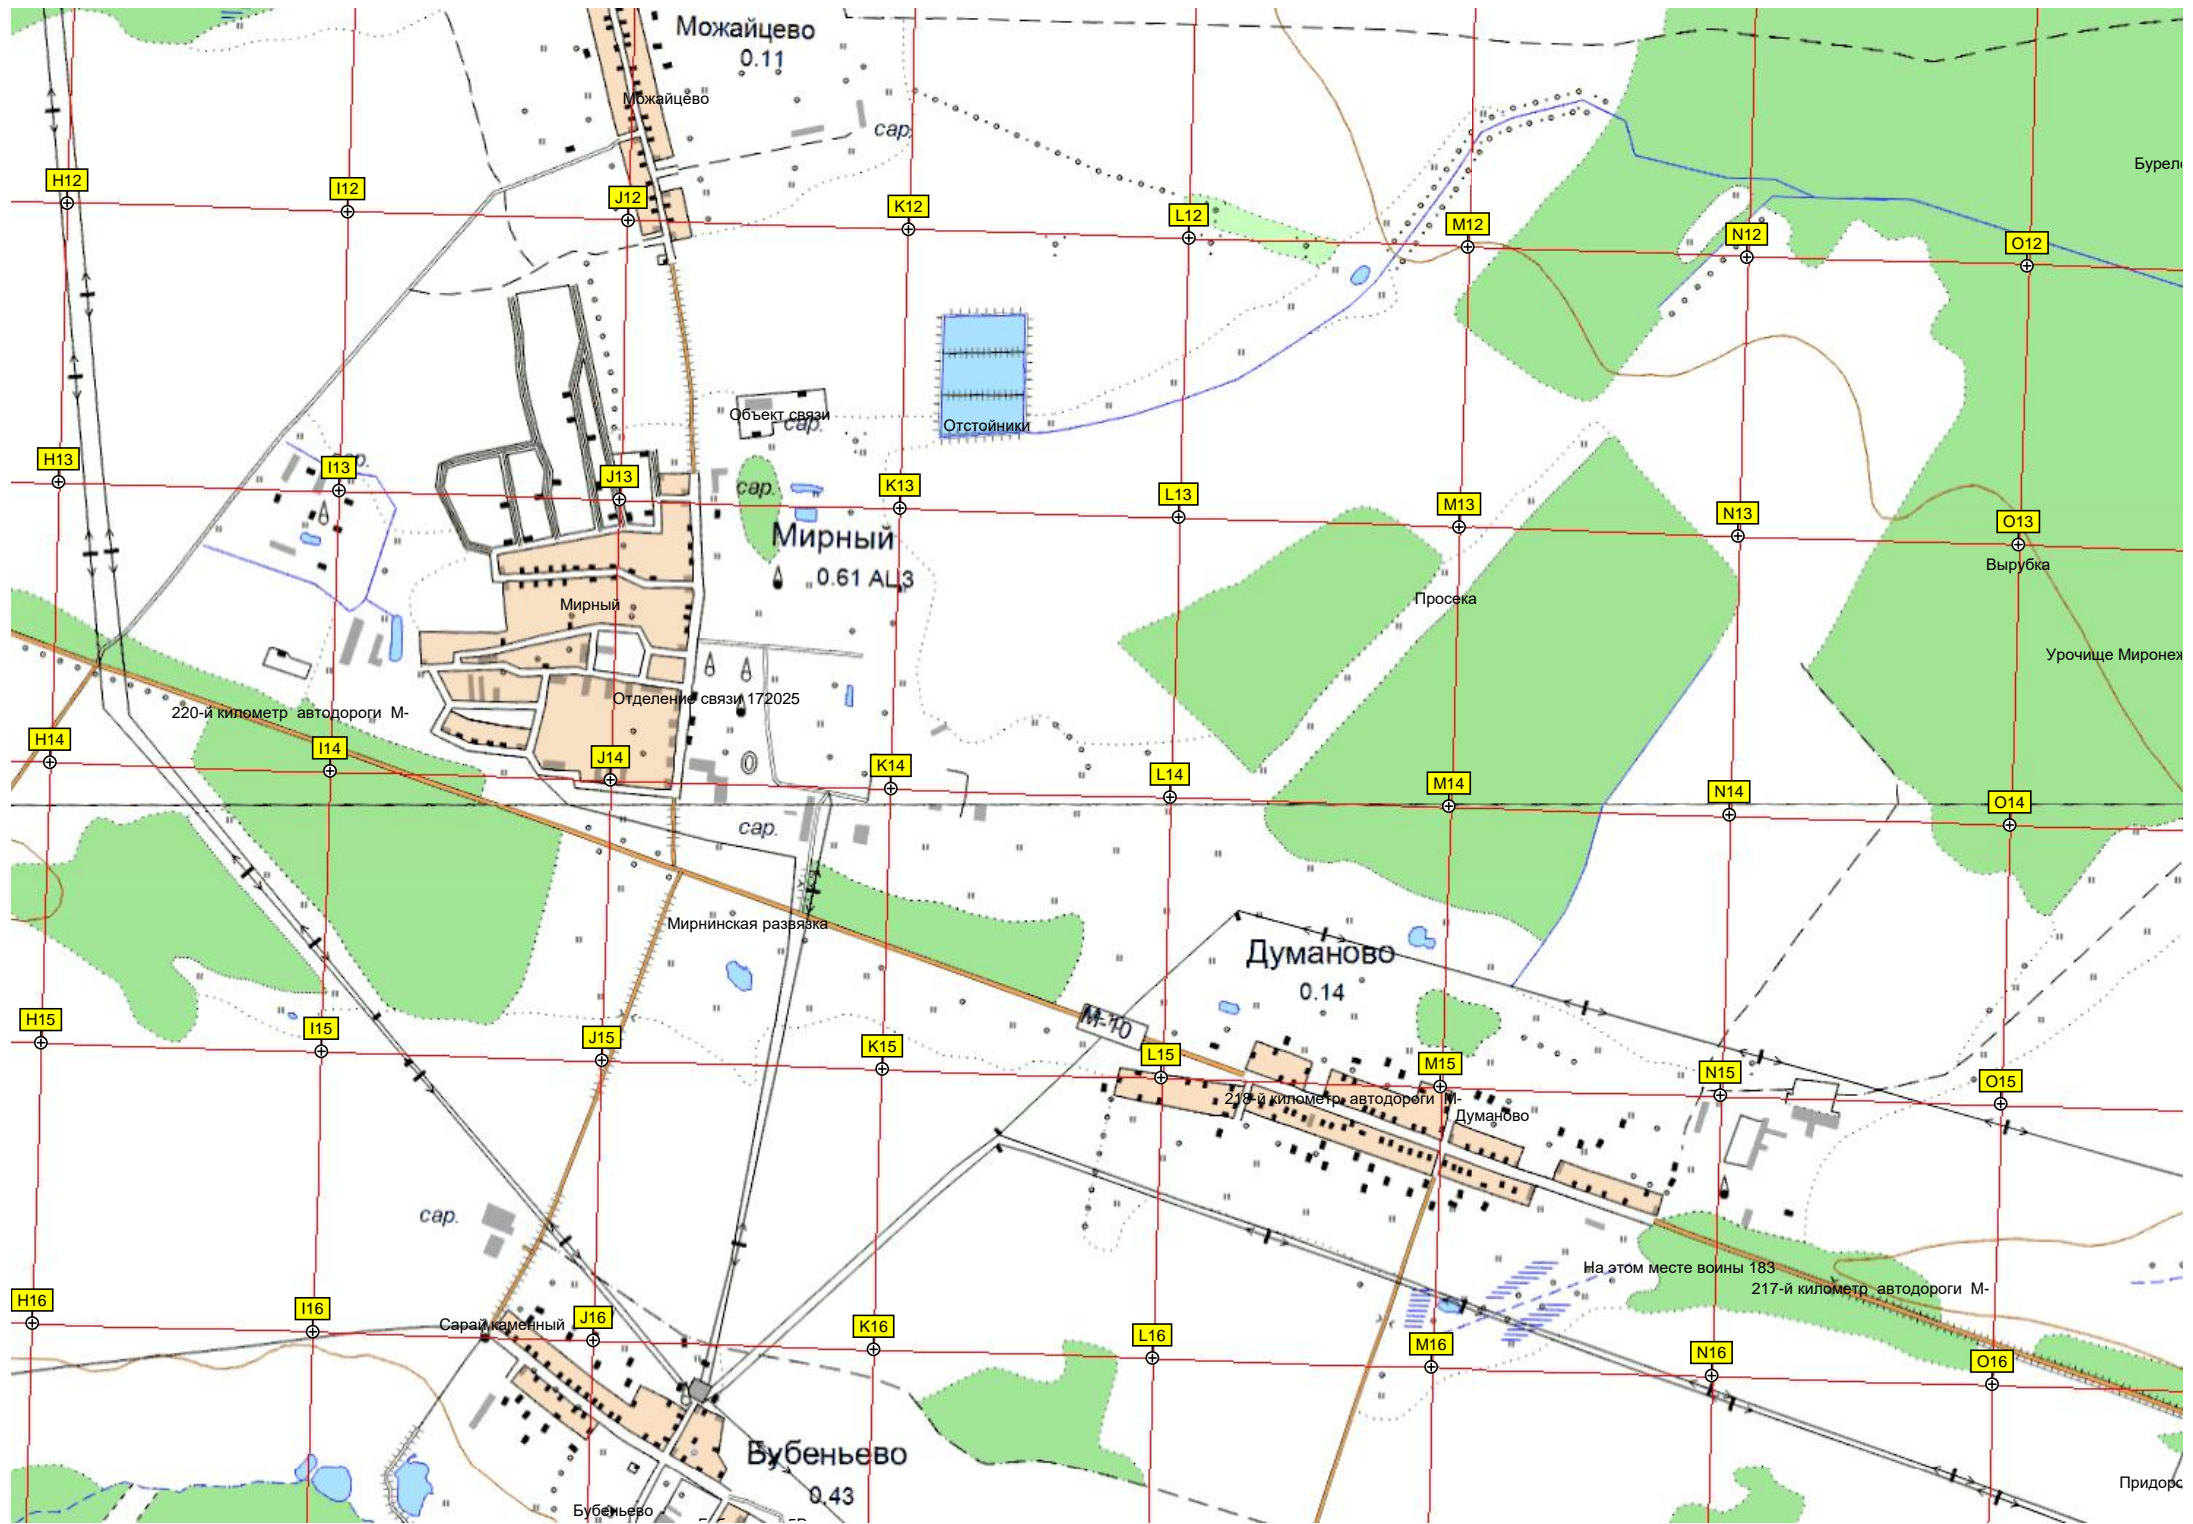 Можайцево
0.11
Можайцево
сар.
Бурел
H12
I12
J12
K12
L12
M12
N12
O12
Объект связи
сар.
Отстойники
H13
I13
сар.
J13
сар.
K13
L13
M13
N13
O13
Мирный
0.61 АЦЗ
Вырубка
Мирный
Просека
Урочище Миронеж
Отделение связи 172025
220-й километр автодороги М-
H14
I14
J14
K14
L14
M14
N14
O14
сар.
Мирнинская развязка
Думаново
0.14
М-10
H15
I15
J15
K15
L15
M15
N15
O15
218-й километр автодороги М-
Думаново
сар.
На этом месте воины 183
217-й километр автодороги М-
H16
I16
Сарай каменный
J16
K16
L16
M16
N16
O16
Бубеньево
0.43
Придоро
Бубеньево